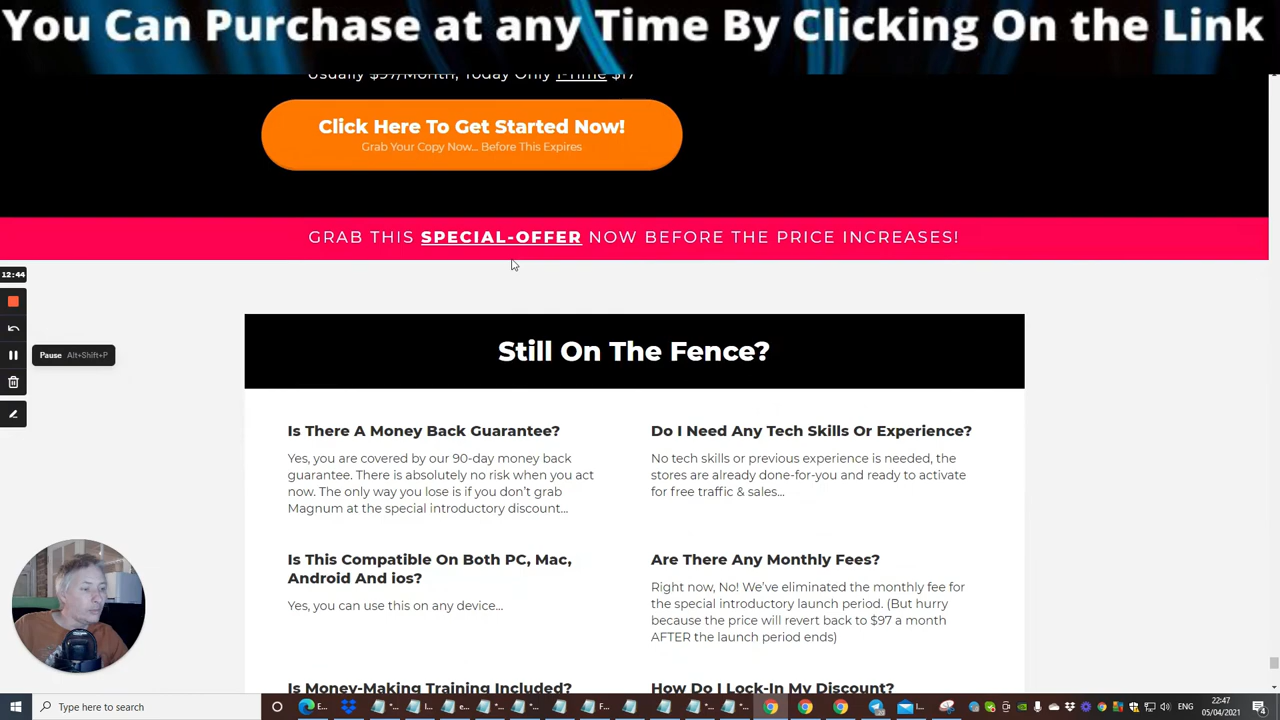 You Can Purchase at any Time By Clicking On the Link
Usually $97/Month, Today Only 1-Time $17
Click Here To Get Started Now!
Grab Your Copy Now... Before This Expires
GRAB THIS SPECIAL-OFFER NOW BEFORE THE PRICE INCREASES!
12:44
Pause Alt+Shift+P
Still On The Fence?
Is There A Money Back Guarantee?
Yes, you are covered by our 90-day money back
guarantee. There is absolutely no risk when you act
now. The only way you lose is if you don't grab
Magnum at the special introductory discount...
Do I Need Any Tech Skills Or Experience?
No tech skills or previous experience is needed, the
stores are already done-for-you and ready to activate
for free traffic & sales...
Is This Compatible On Both PC, Mac,
Android And ios?
Yes, you can use this on any device...
Are There Any Monthly Fees?
Right now, No! We've eliminated the monthly fee for
the special introductory launch period. (But hurry
because the price will revert back to $97 a month
AFTER the launch period ends)
Is Money-Making Training Included?
How Do I Lock-In My Discount?
Type here to search
ENG
22:47
05/04/2021